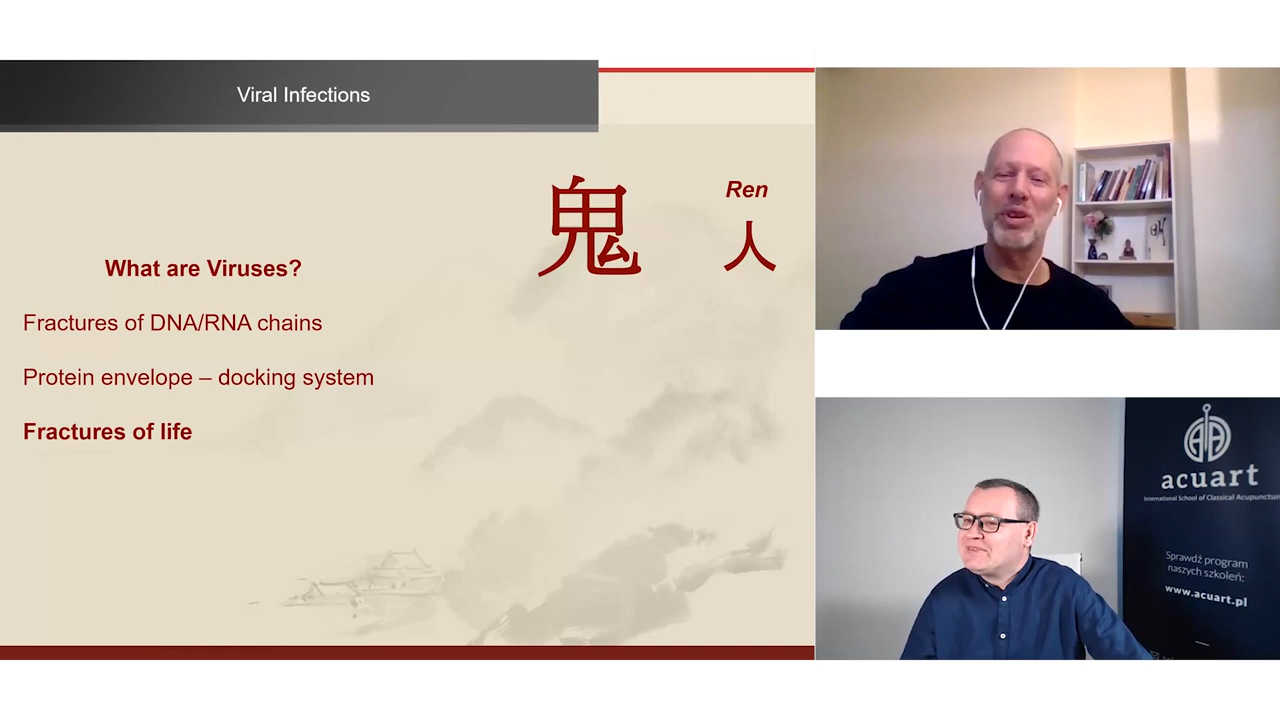 Viral Infections
鬼
Ren
人
What are Viruses?
Fractures of DNA/RNA chains
Protein envelope – docking system
Fractures of life
acuart
International School of Classical Acupunctur
Sprawdź program
naszych szkoleń:
www.acuart.pl